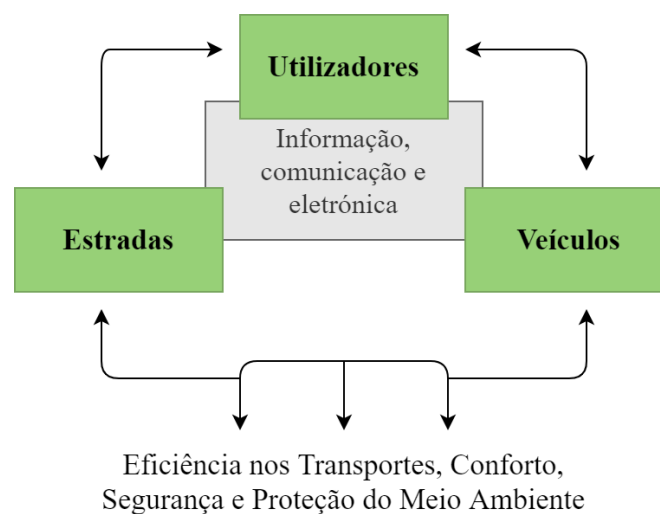 Utilizadores
Informação,
comunicação e
eletrónica
Estradas
Veículos
Eficiência nos Transportes, Conforto,
Segurança e Proteção do Meio Ambiente